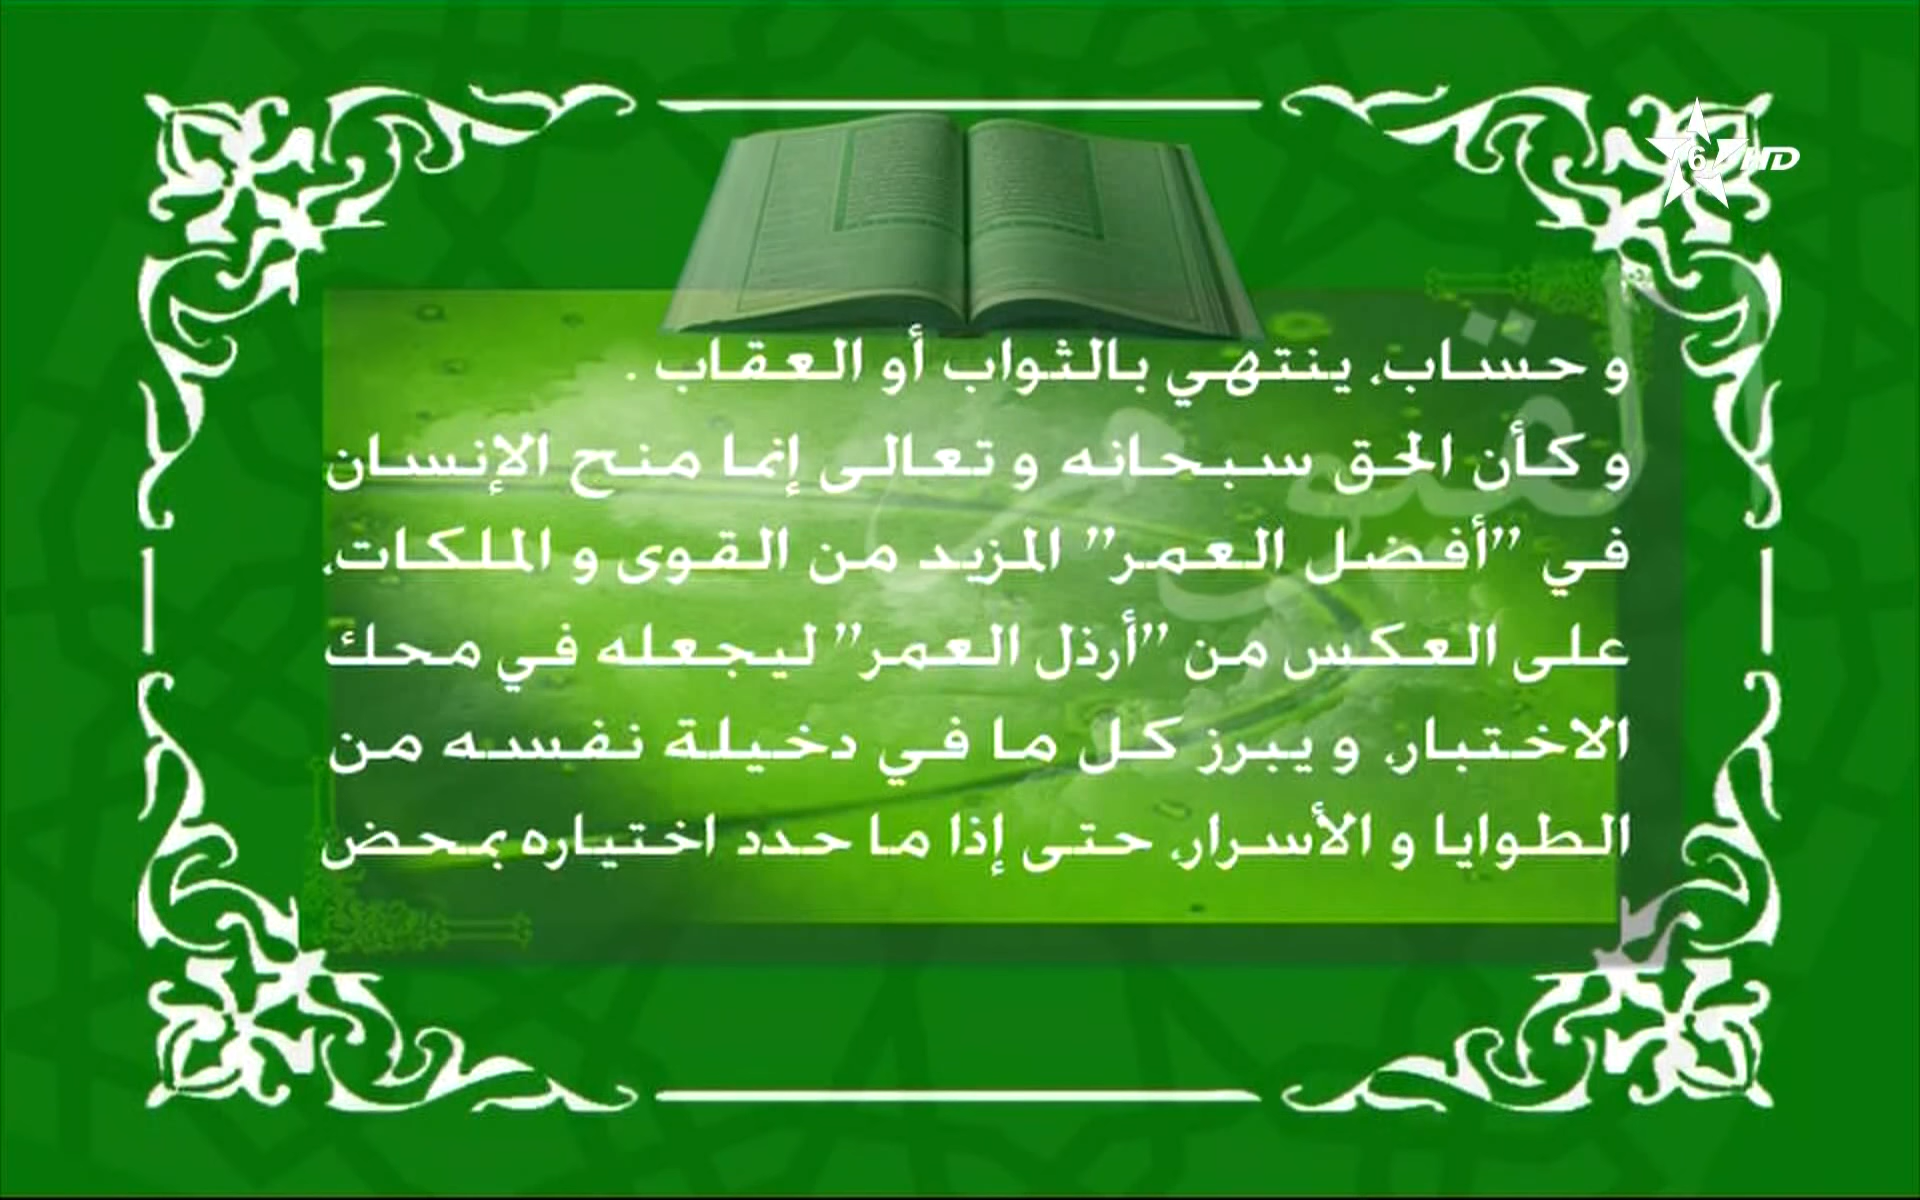 6 HD
و حساب، ينتهي بالثواب أو العقاب .
و كأن الحق سبحانه و تعالى إنما منح الإنسان
في ”أفضل العمر” المزيد من القوى و الملكات،
على العكس من ”أرذل العمر” ليجعله في محك
الاختبار، و يبرز كل ما في دخيلة نفسه من
الطوايا و الأسرار، حتى إذا ما حدد اختياره بمحض